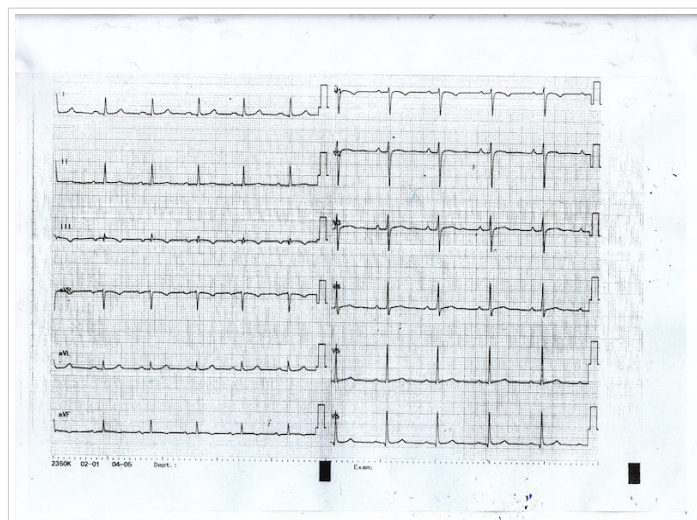 I
V1
II
V2
III
V3
aVR
V4
aVL
V5
aVF
V6
2350K 02-01 04-05 Dept.: Exam: